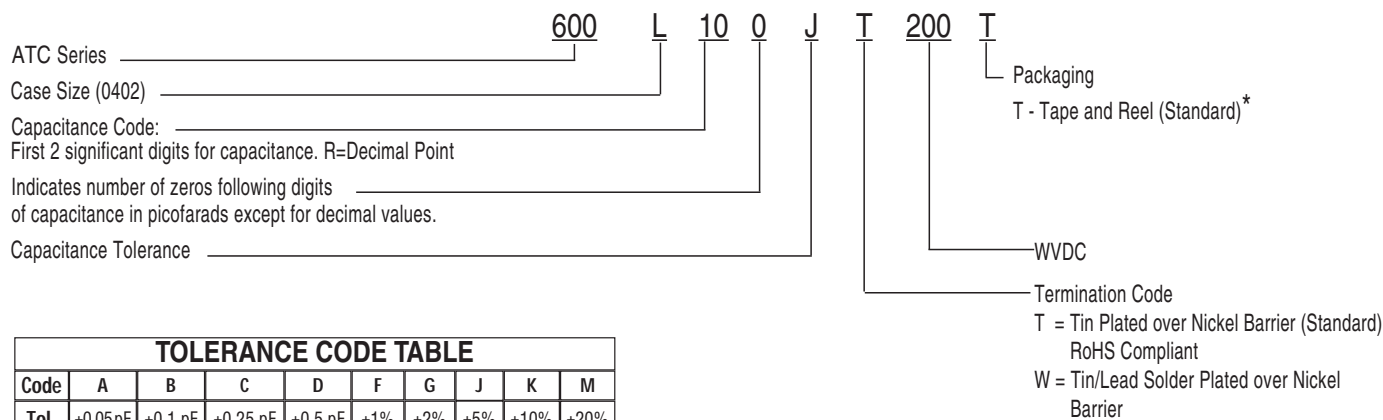 600 L 10 0 J T 200 T
ATC Series
Case Size (0402)
Capacitance Code:
First 2 significant digits for capacitance. R=Decimal Point
Indicates number of zeros following digits
of capacitance in picofarads except for decimal values.
Capacitance Tolerance
Packaging
T - Tape and Reel (Standard)*
WVDC
Termination Code
T = Tin Plated over Nickel Barrier (Standard)
RoHS Compliant
W = Tin/Lead Solder Plated over Nickel
Barrier
TOLERANCE CODE TABLE
Code A B C D F G J K M
Tol. ±0.05pF ±0.1 pF ±0.25 pF ±0.5 pF ±1% ±2% ±5% ±10% ±20%